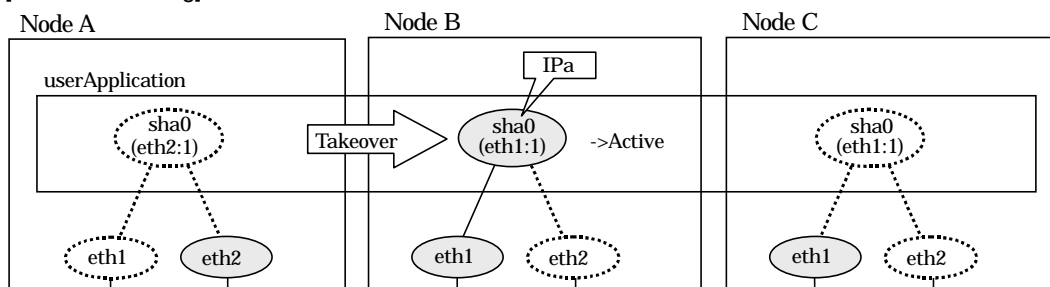 Node A
Node B
Node C
IPa
userApplication
sha0
(eth2:1)
Takeover
sha0
(eth1:1)
->Active
sha0
(eth1:1)
eth1
eth2
eth1
eth2
eth1
eth2